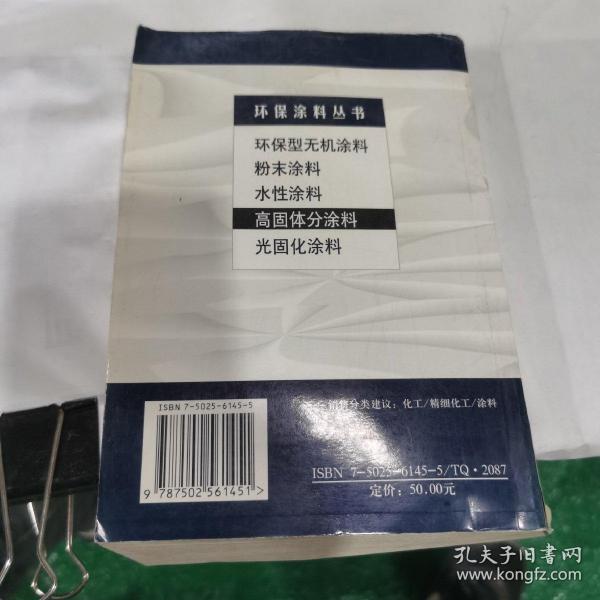 环保涂料丛书
环保型无机涂料
粉末涂料
水性涂料
高固体分涂料
光固化涂料
ISBN 7-5025-6145-5
9 787502 561451 >
销售分类建议：化工/精细化工/涂料
ISBN 7-5025-6145-5/TQ·2087
定价：50.00元
孔夫子旧书网
www.kongfz.com